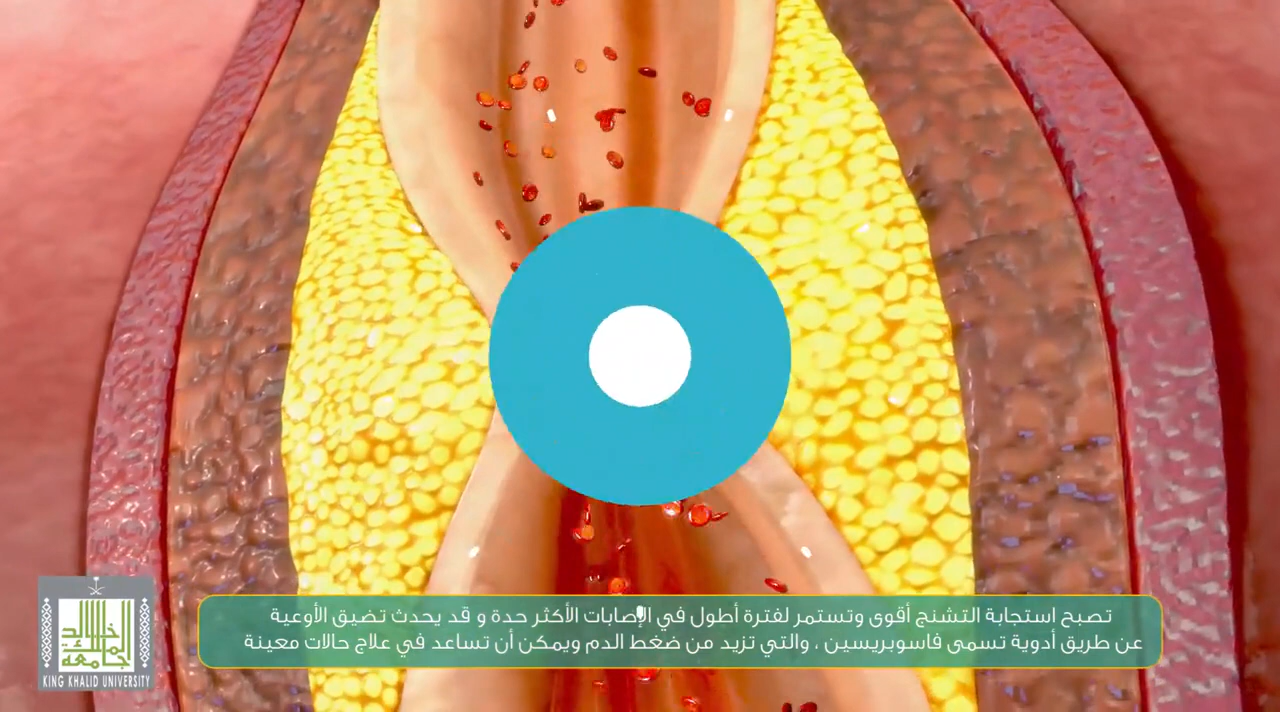 تصبح استجابة التشنج أقوى وتستمر لفترة أطول في الإصابات الأكثر حدة و قد يحدث تضيق الأوعية
عن طريق أدوية تسمى فاسوبريسين ، والتي تزيد من ضغط الدم ويمكن أن تساعد في علاج حالات معينة
جامعة الملك خالد
KING KHALID UNIVERSITY